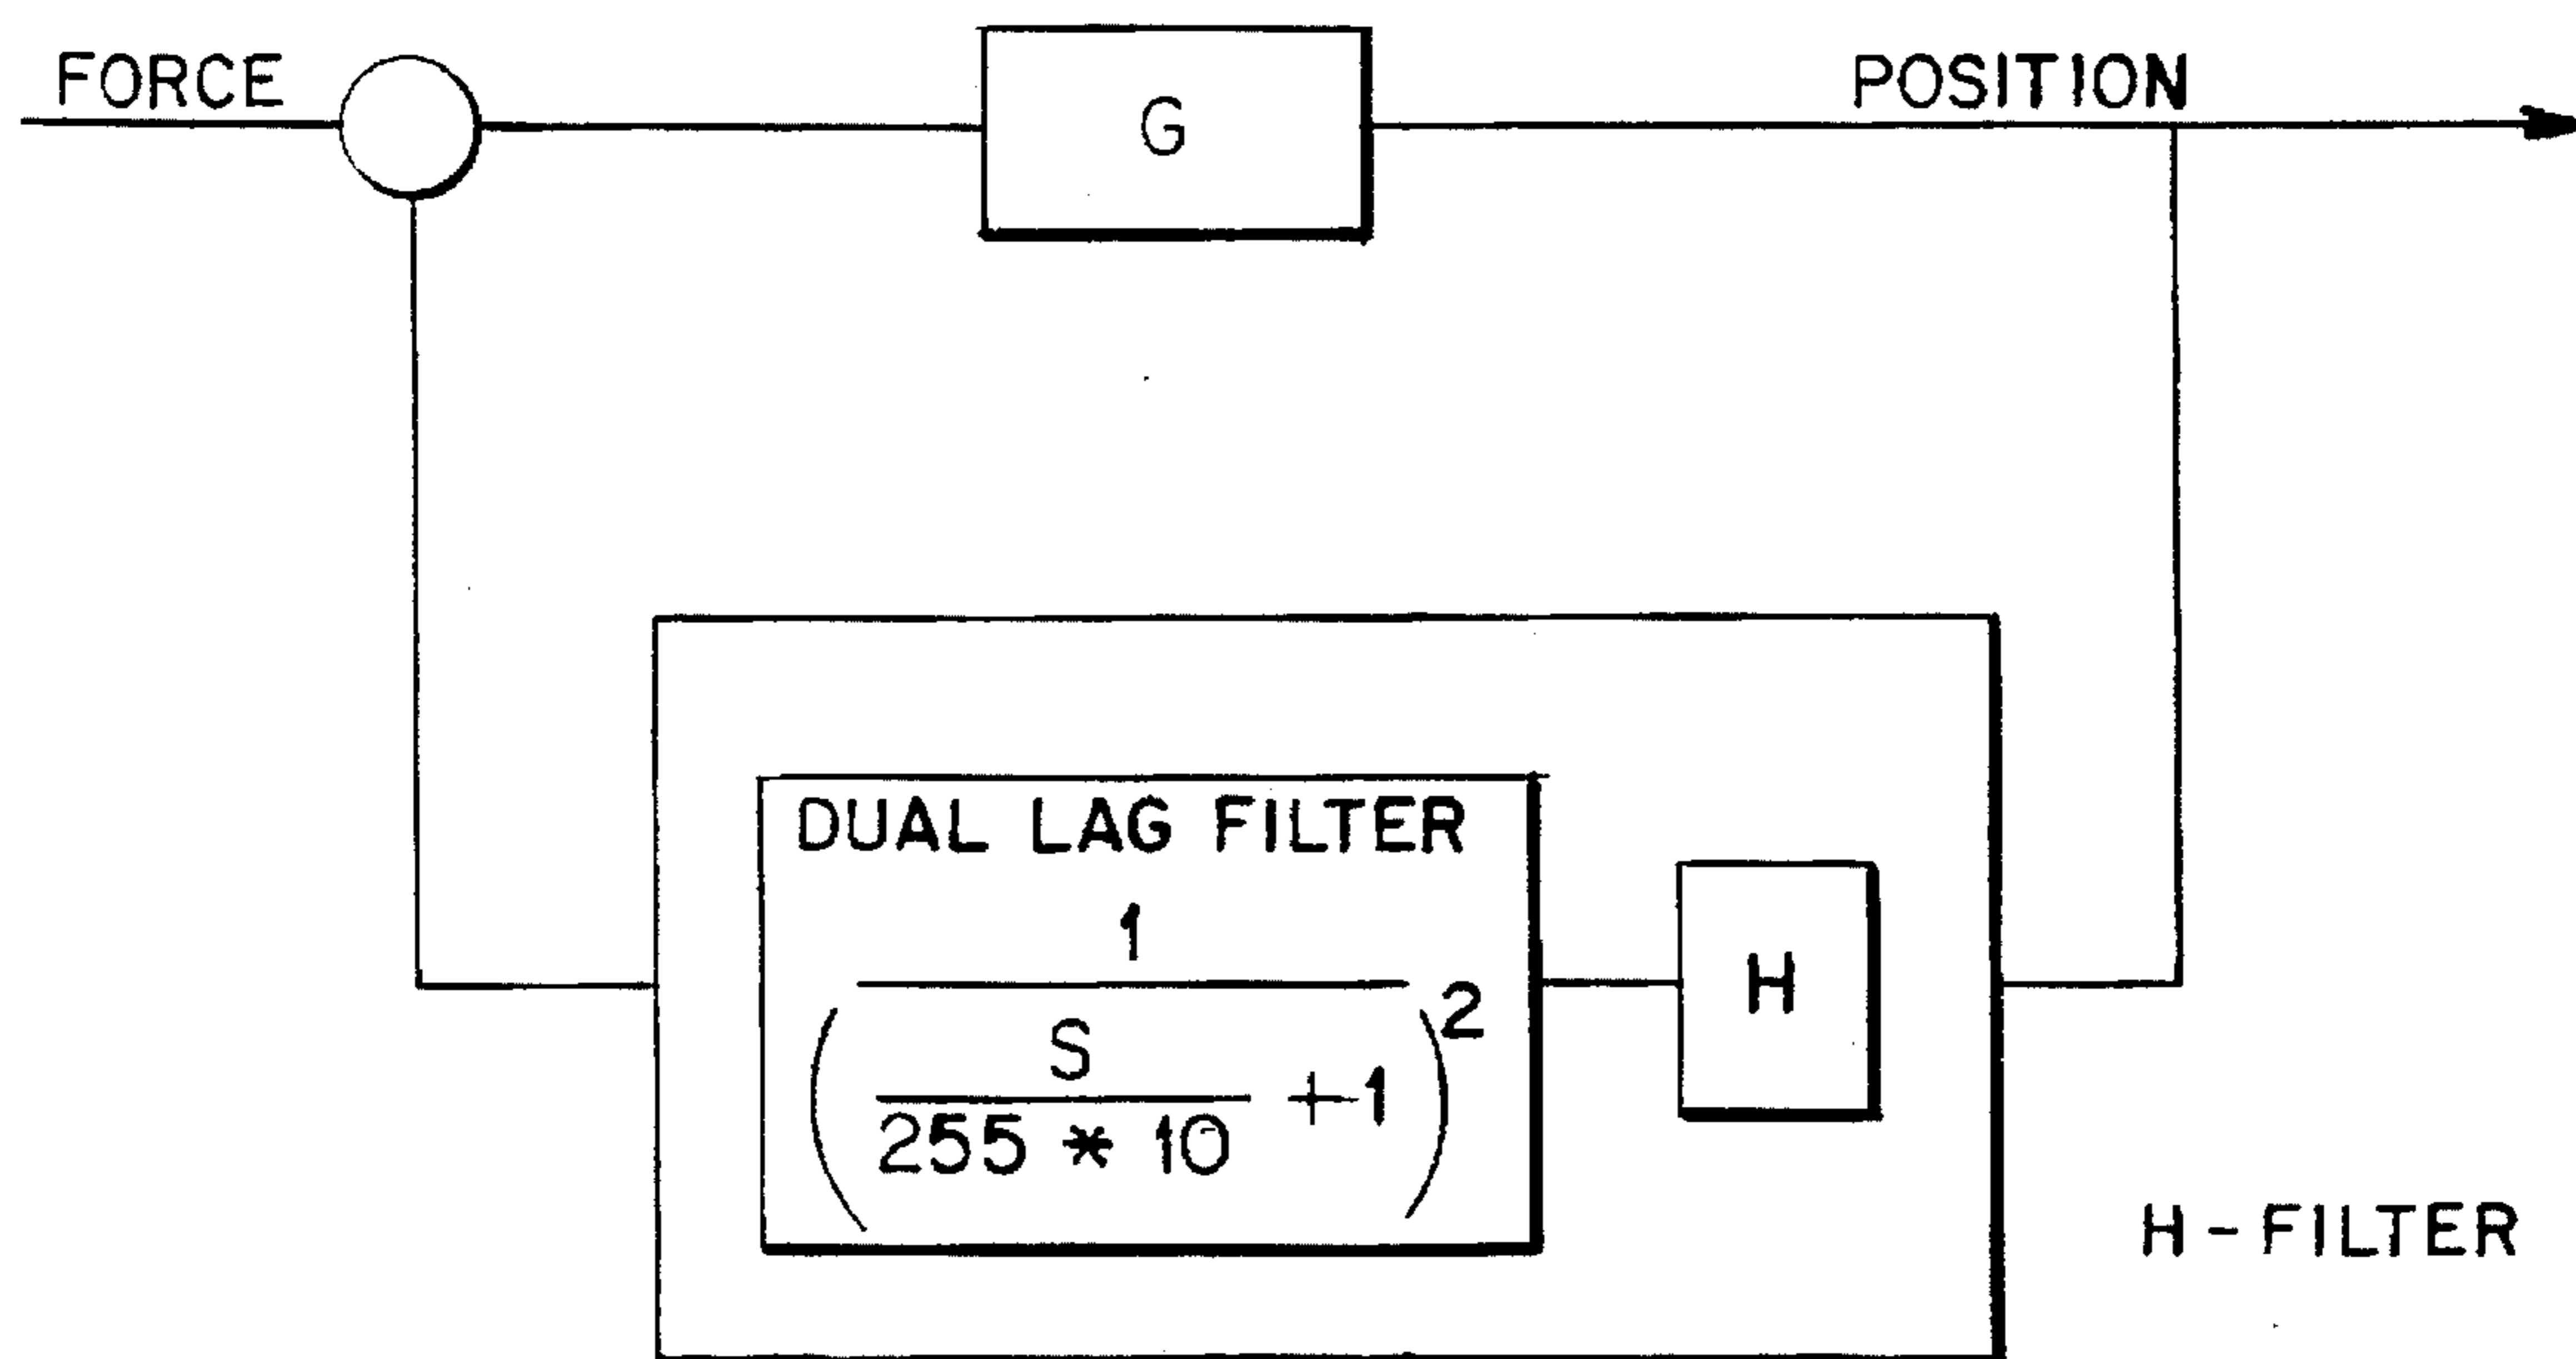 FORCE
G
POSITION
DUAL LAG FILTER
1
( S / 255 * 10 + 1 )²
H
H - FILTER